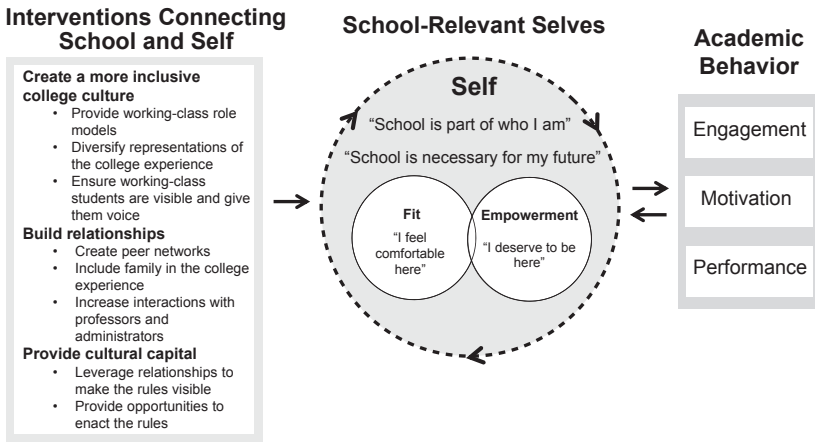 Interventions Connecting
School and Self
Create a more inclusive
college culture
• Provide working-class role
models
• Diversify representations of
the college experience
• Ensure working-class
students are visible and give
them voice
Build relationships
• Create peer networks
• Include family in the college
experience
• Increase interactions with
professors and
administrators
Provide cultural capital
• Leverage relationships to
make the rules visible
• Provide opportunities to
enact the rules
School-Relevant Selves
Self
“School is part of who I am”
“School is necessary for my future”
Fit
“I feel
comfortable
here”
Empowerment
“I deserve to be
here”
Academic
Behavior
Engagement
Motivation
Performance